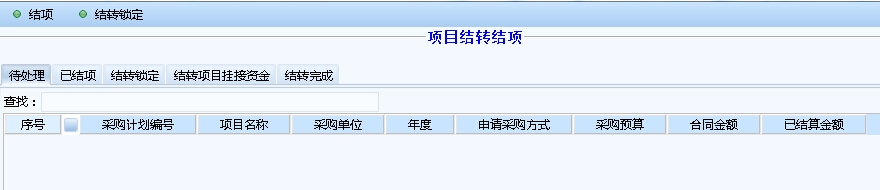 结项 结转锁定
项目结转结项
待处理 已结项 结转锁定 结转项目挂接资金 结转完成
查找：
序号 采购计划编号 项目名称 采购单位 年度 申请采购方式 采购预算 合同金额 已结算金额